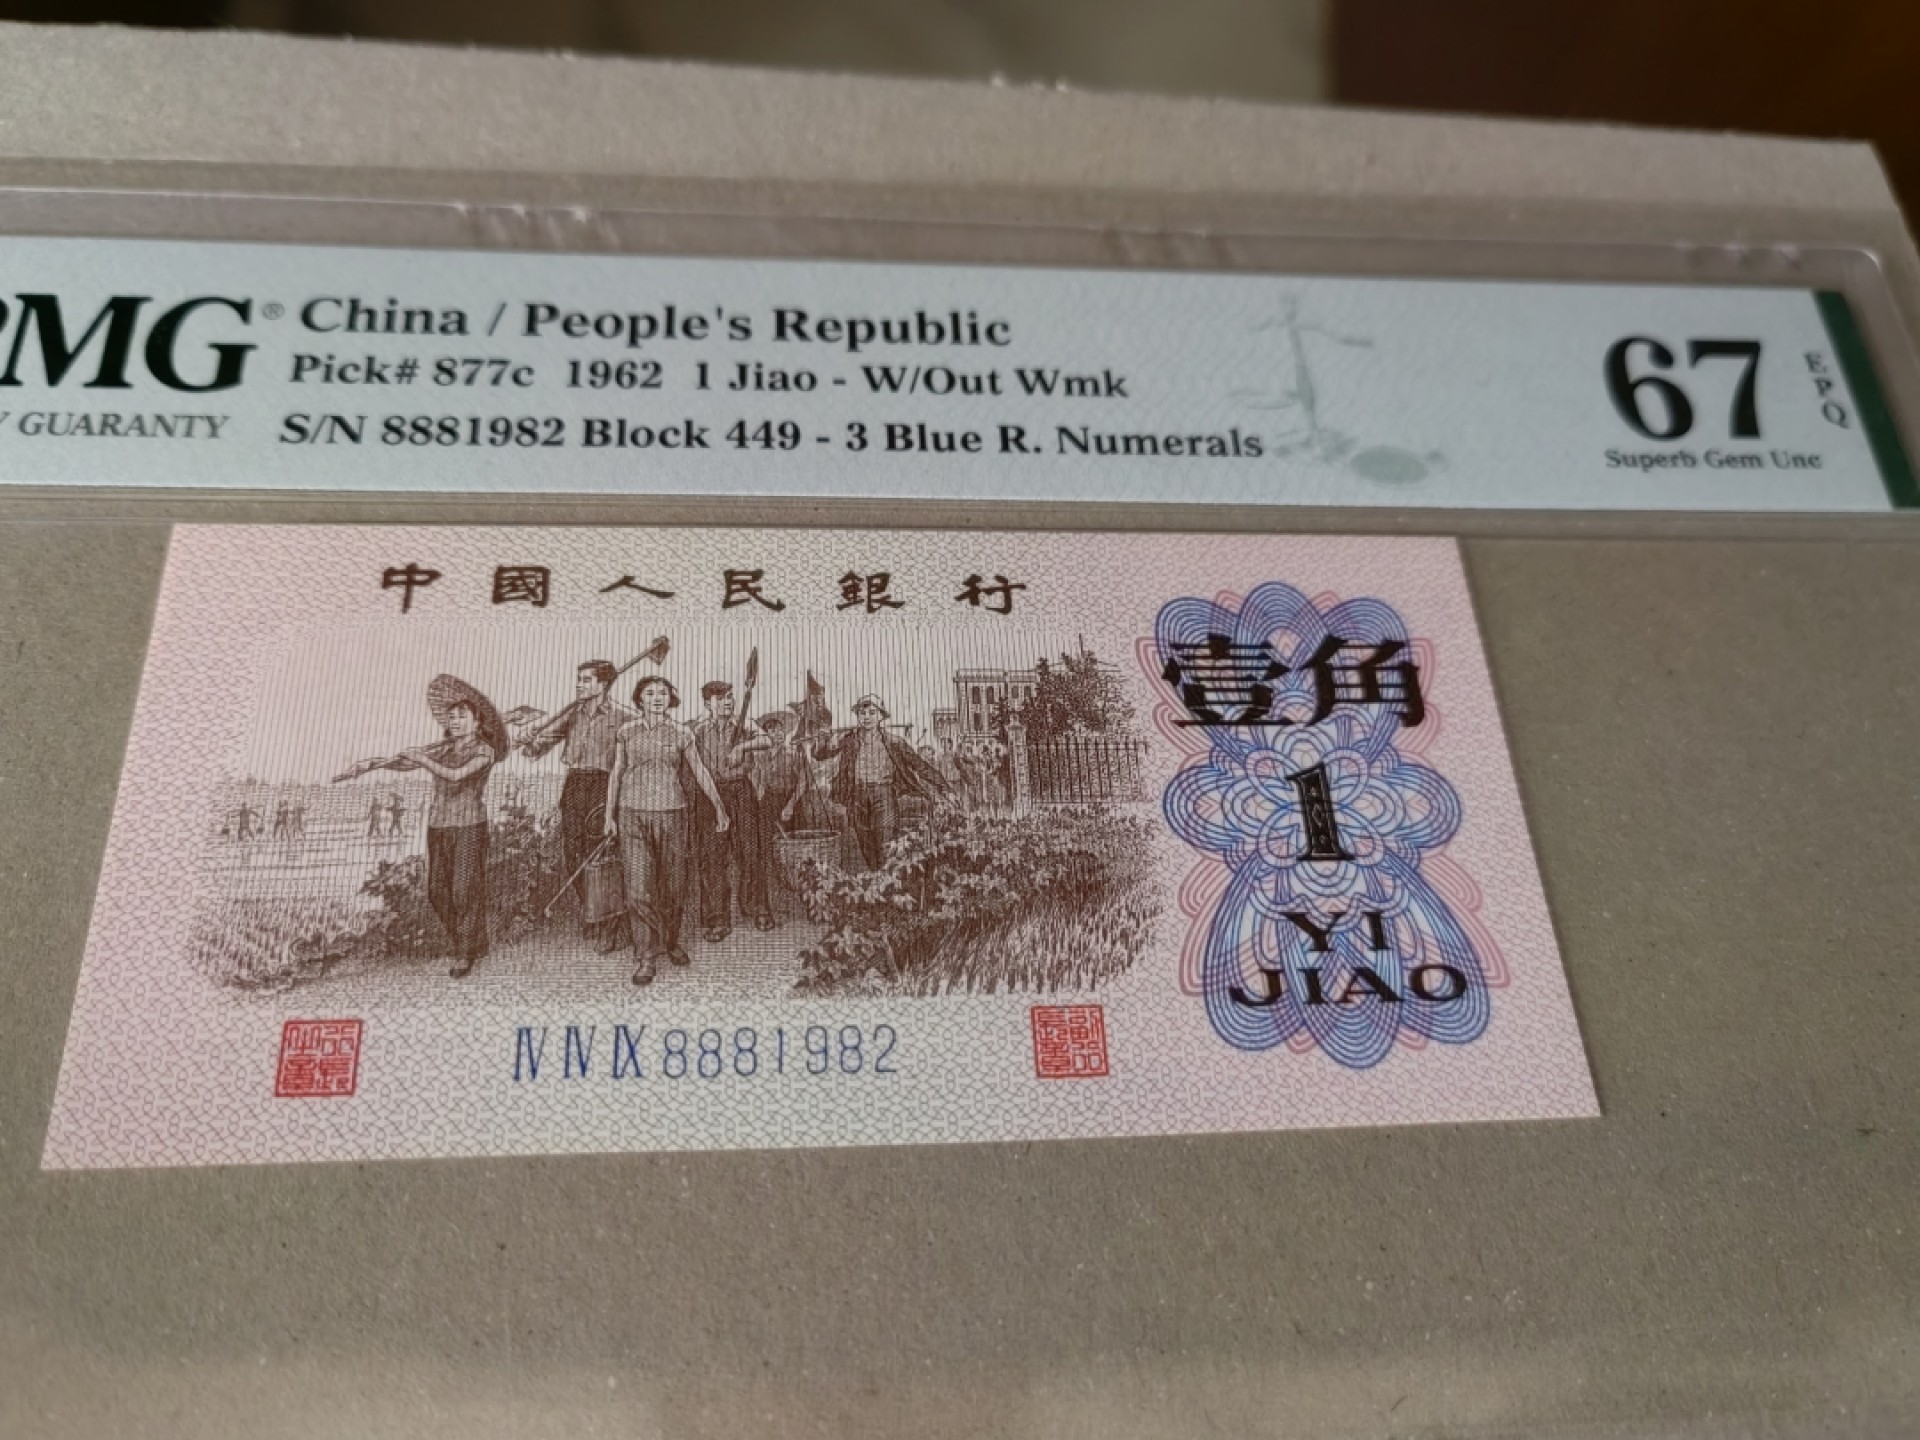 PMG® China / People's Republic
Pick# 877c 1962 1 Jiao - W/Out Wmk
GUARANTY S/N 8881982 Block 449 - 3 Blue R. Numerals
67 EPQ
Superb Gem Unc
中國人民銀行
壹角
1
YI
JIAO
IV IV IX 8881982